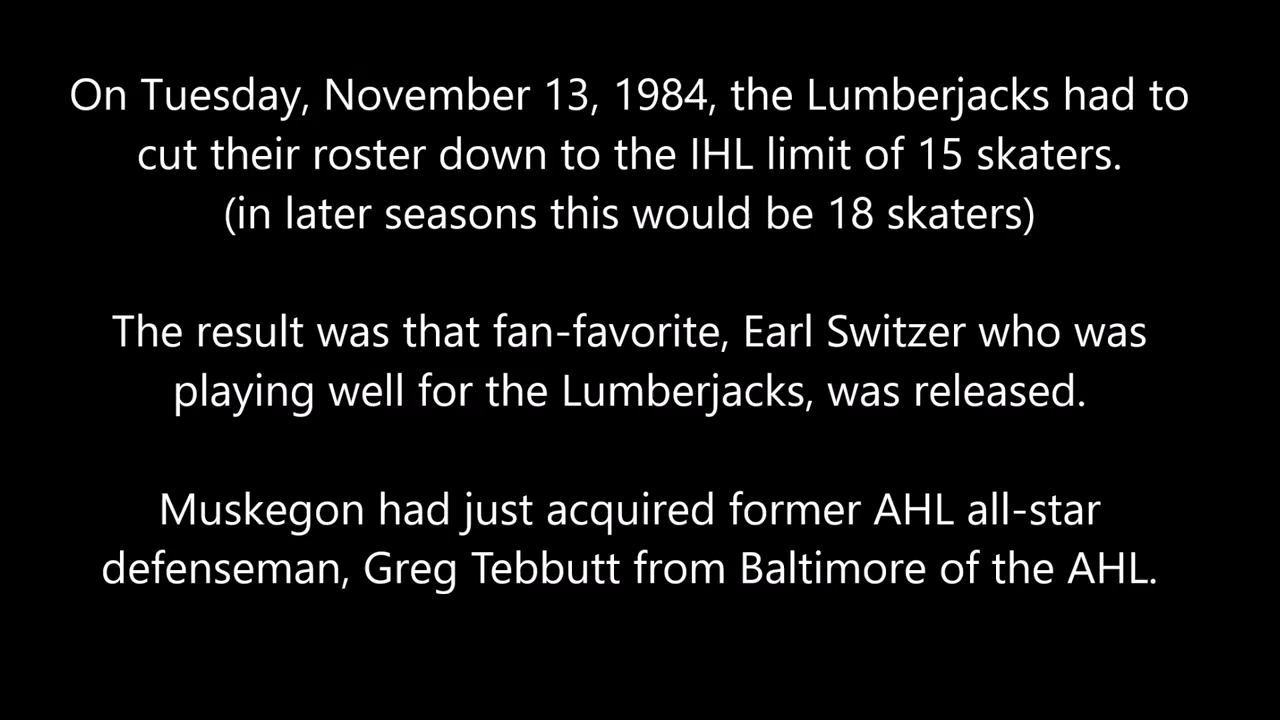 On Tuesday, November 13, 1984, the Lumberjacks had to
cut their roster down to the IHL limit of 15 skaters.
(in later seasons this would be 18 skaters)
The result was that fan-favorite, Earl Switzer who was
playing well for the Lumberjacks, was released.
Muskegon had just acquired former AHL all-star
defenseman, Greg Tebbutt from Baltimore of the AHL.